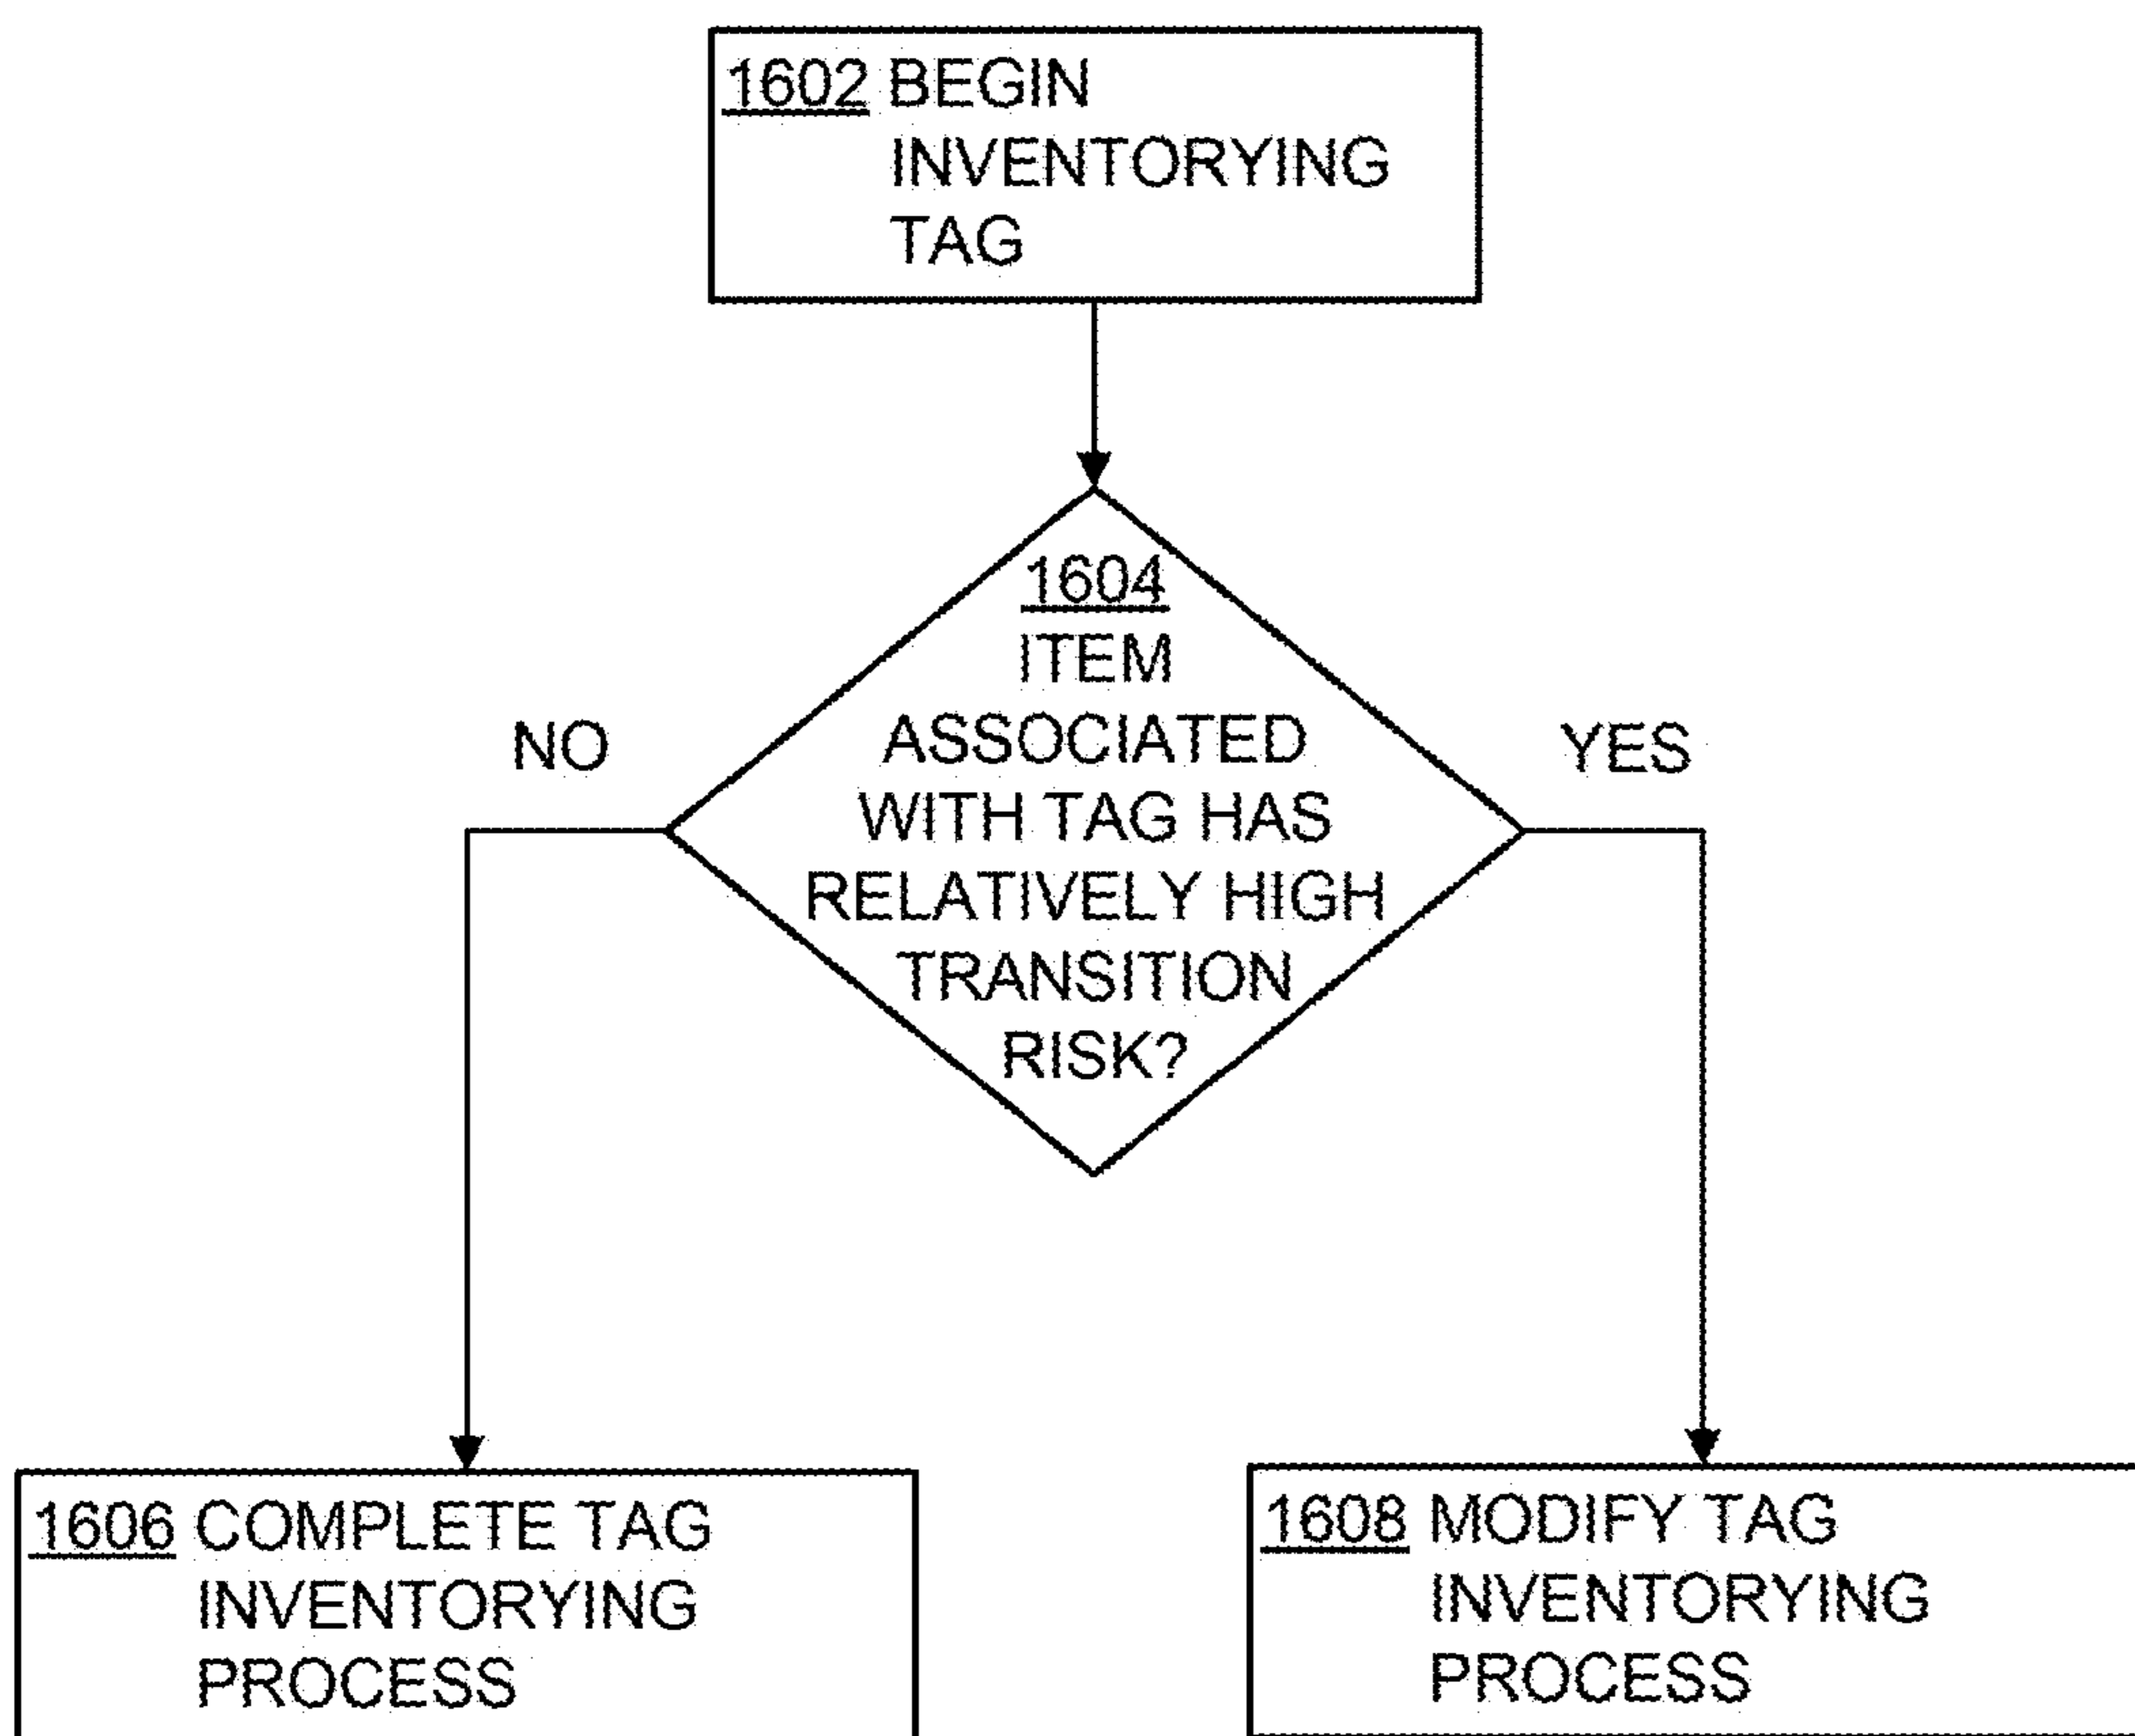 1602 BEGIN
INVENTORYING
TAG
1604
ITEM
ASSOCIATED
WITH TAG HAS
RELATIVELY HIGH
TRANSITION
RISK?
NO
YES
1606 COMPLETE TAG
INVENTORYING
PROCESS
1608 MODIFY TAG
INVENTORYING
PROCESS